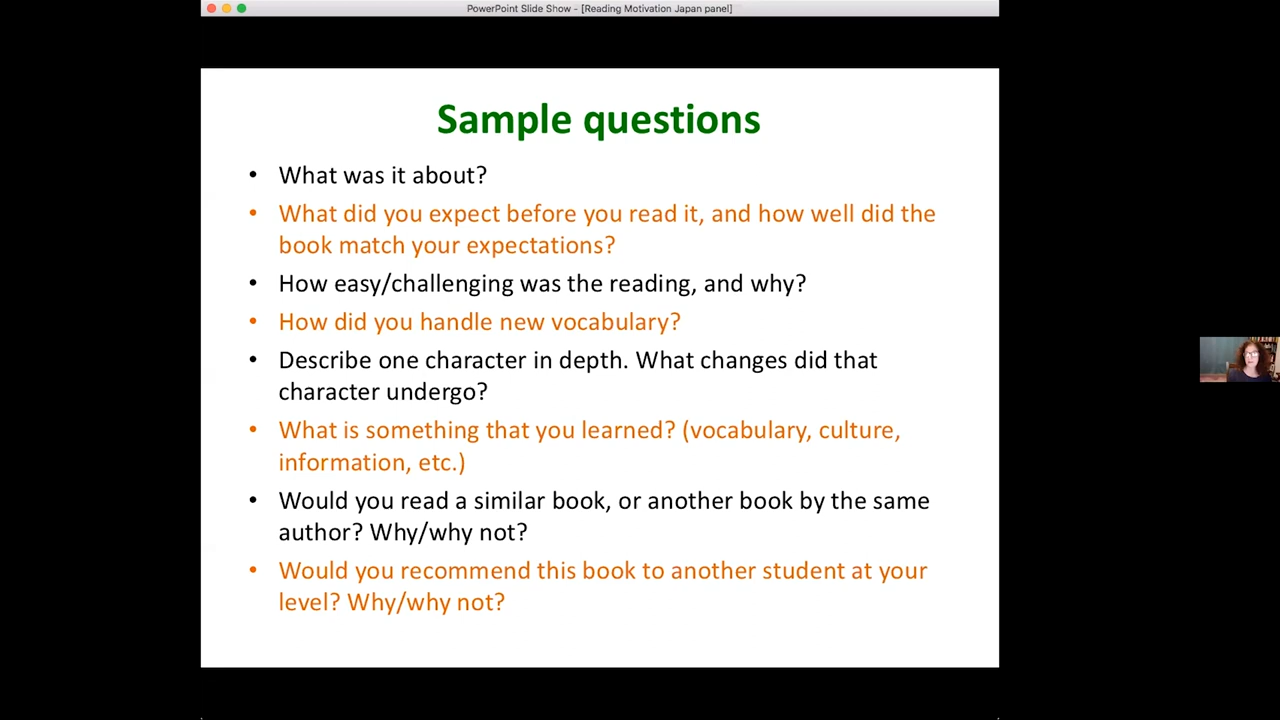 PowerPoint Slide Show - [Reading Motivation Japan panel]
Sample questions
• What was it about?
• What did you expect before you read it, and how well did the
book match your expectations?
• How easy/challenging was the reading, and why?
• How did you handle new vocabulary?
• Describe one character in depth. What changes did that
character undergo?
• What is something that you learned? (vocabulary, culture,
information, etc.)
• Would you read a similar book, or another book by the same
author? Why/why not?
• Would you recommend this book to another student at your
level? Why/why not?